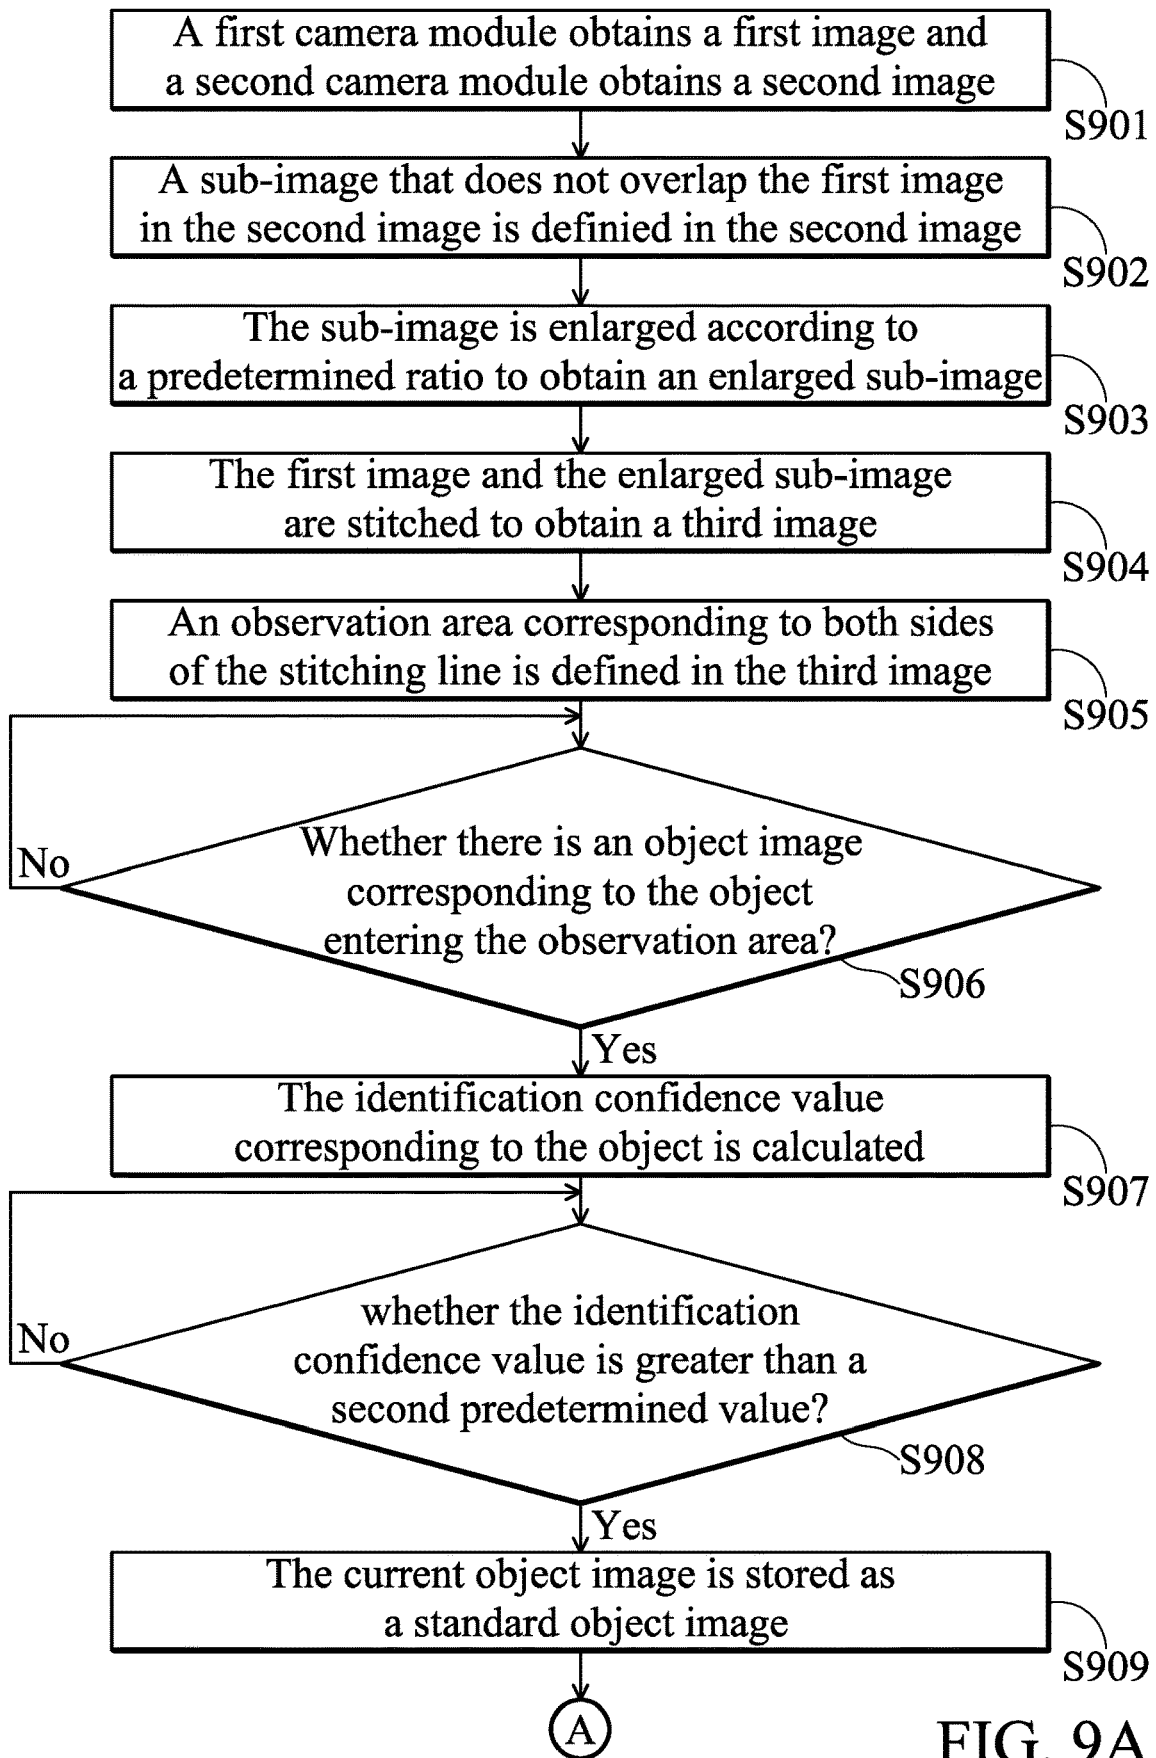 A first camera module obtains a first image and
a second camera module obtains a second image
S901
A sub-image that does not overlap the first image
in the second image is definied in the second image
S902
The sub-image is enlarged according to
a predetermined ratio to obtain an enlarged sub-image
S903
The first image and the enlarged sub-image
are stitched to obtain a third image
S904
An observation area corresponding to both sides
of the stitching line is defined in the third image
S905
Whether there is an object image
corresponding to the object
entering the observation area?
No
S906
Yes
The identification confidence value
corresponding to the object is calculated
S907
whether the identification
confidence value is greater than a
second predetermined value?
No
S908
Yes
The current object image is stored as
a standard object image
S909
A
FIG. 9A